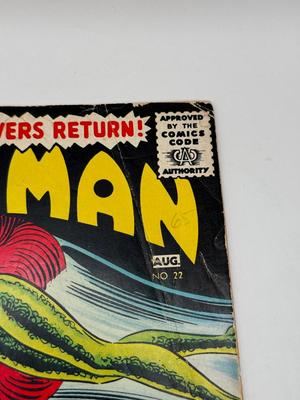 VERS RETURN!
APPROVED
BY THE
COMICS
CODE
CA
AUTHORITY
MAN
65
AUG.
NO 22